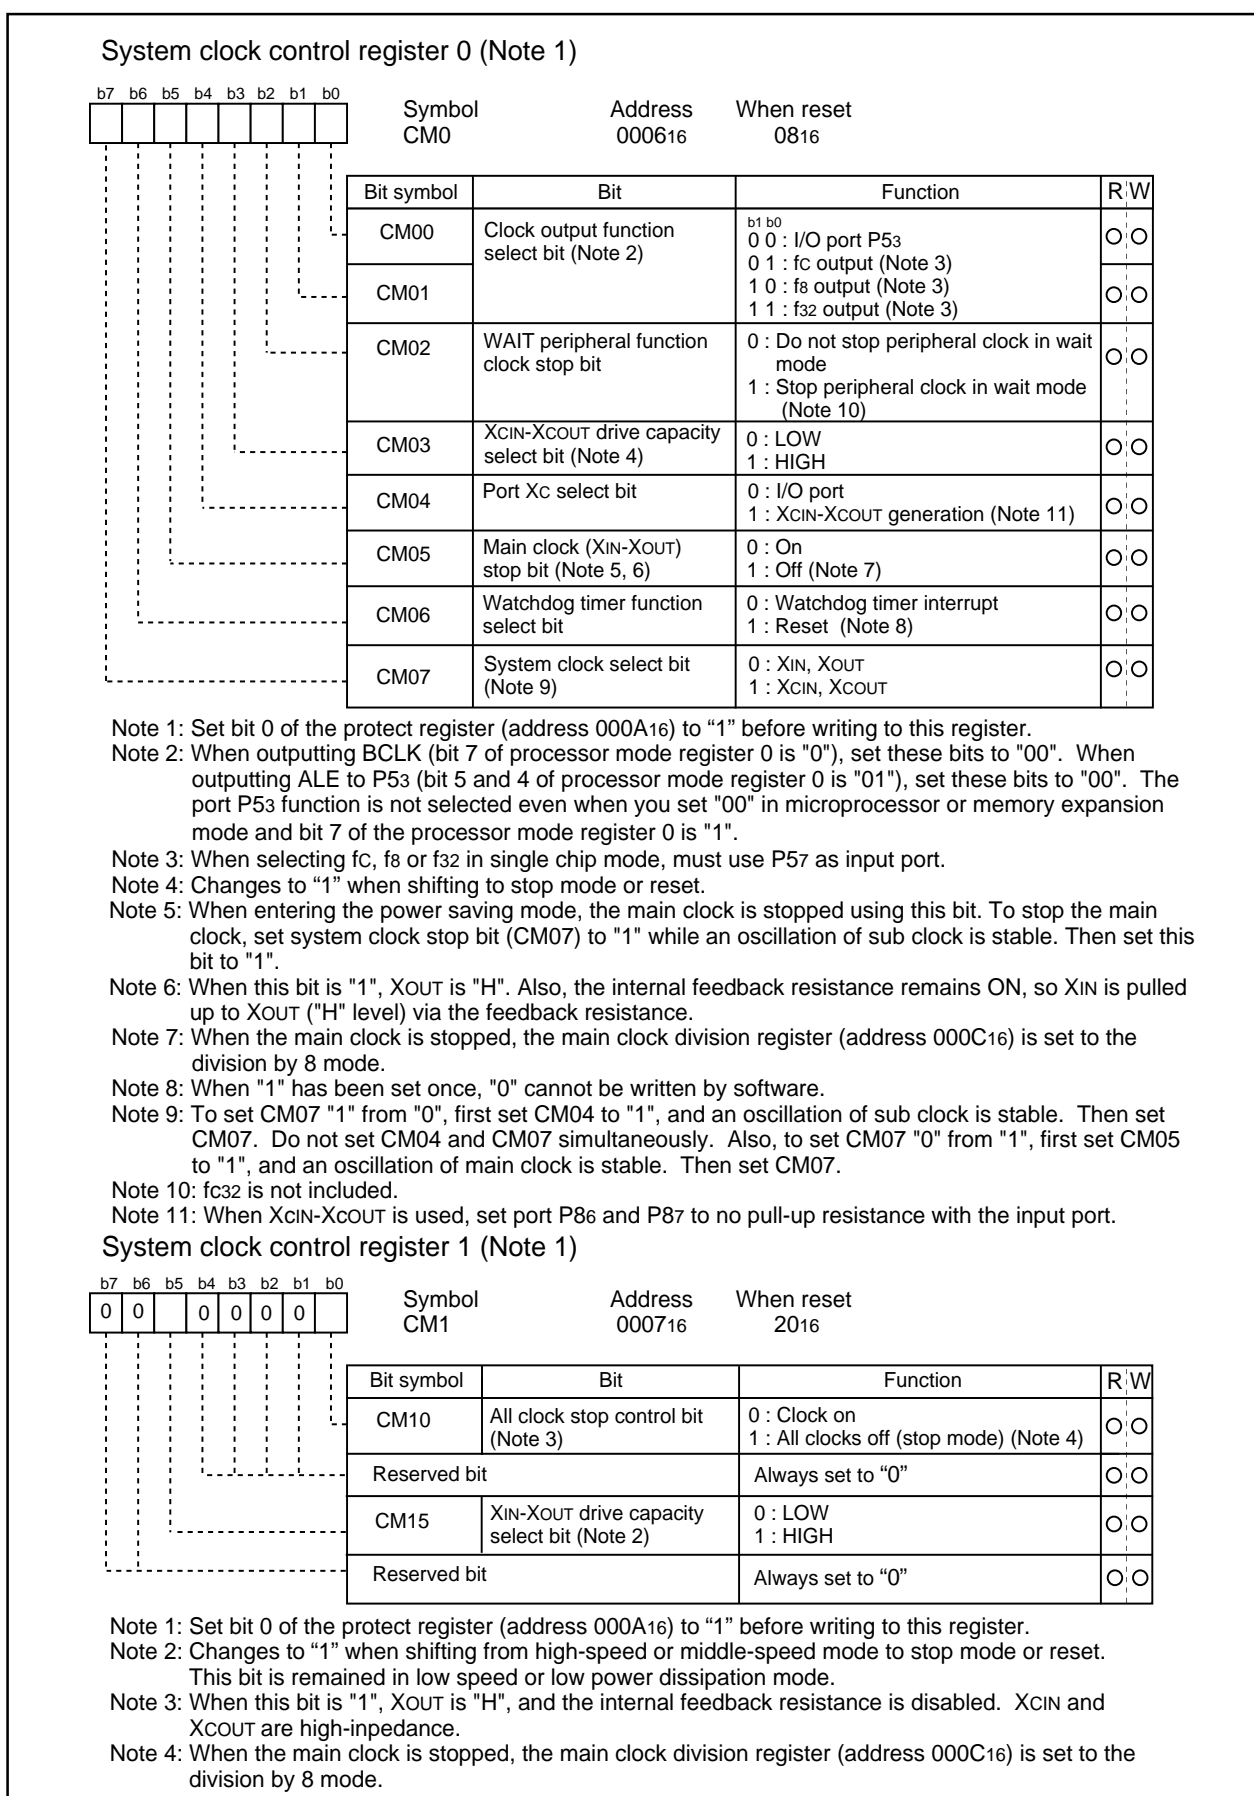 System clock control register 0 (Note 1)
b7 b6 b5 b4 b3 b2 b1 b0
Symbol Address When reset
CM0 000616 0816
Bit symbol Bit Function R W
CM00 Clock output function select bit (Note 2)
b1 b0
0 0 : I/O port P53
0 1 : fC output (Note 3)
1 0 : f8 output (Note 3)
1 1 : f32 output (Note 3)
CM01
CM02 WAIT peripheral function clock stop bit
0 : Do not stop peripheral clock in wait
mode
1 : Stop peripheral clock in wait mode
(Note 10)
CM03 XCIN-XCOUT drive capacity select bit (Note 4)
0 : LOW
1 : HIGH
CM04 Port XC select bit
0 : I/O port
1 : XCIN-XCOUT generation (Note 11)
CM05 Main clock (XIN-XOUT) stop bit (Note 5, 6)
0 : On
1 : Off (Note 7)
CM06 Watchdog timer function select bit
0 : Watchdog timer interrupt
1 : Reset (Note 8)
CM07 System clock select bit (Note 9)
0 : XIN, XOUT
1 : XCIN, XCOUT
Note 1: Set bit 0 of the protect register (address 000A16) to “1” before writing to this register.
Note 2: When outputting BCLK (bit 7 of processor mode register 0 is "0"), set these bits to "00". When
outputting ALE to P53 (bit 5 and 4 of processor mode register 0 is "01"), set these bits to "00". The
port P53 function is not selected even when you set "00" in microprocessor or memory expansion
mode and bit 7 of the processor mode register 0 is "1".
Note 3: When selecting fC, f8 or f32 in single chip mode, must use P57 as input port.
Note 4: Changes to “1” when shifting to stop mode or reset.
Note 5: When entering the power saving mode, the main clock is stopped using this bit. To stop the main
clock, set system clock stop bit (CM07) to "1" while an oscillation of sub clock is stable. Then set this
bit to "1".
Note 6: When this bit is "1", XOUT is "H". Also, the internal feedback resistance remains ON, so XIN is pulled
up to XOUT ("H" level) via the feedback resistance.
Note 7: When the main clock is stopped, the main clock division register (address 000C16) is set to the
division by 8 mode.
Note 8: When "1" has been set once, "0" cannot be written by software.
Note 9: To set CM07 "1" from "0", first set CM04 to "1", and an oscillation of sub clock is stable. Then set
CM07. Do not set CM04 and CM07 simultaneously. Also, to set CM07 "0" from "1", first set CM05
to "1", and an oscillation of main clock is stable. Then set CM07.
Note 10: fc32 is not included.
Note 11: When XCIN-XCOUT is used, set port P86 and P87 to no pull-up resistance with the input port.
System clock control register 1 (Note 1)
b7 b6 b5 b4 b3 b2 b1 b0
0 0 0 0 0 0
Symbol Address When reset
CM1 000716 2016
Bit symbol Bit Function R W
CM10 All clock stop control bit (Note 3)
0 : Clock on
1 : All clocks off (stop mode) (Note 4)
Reserved bit Always set to “0”
CM15 XIN-XOUT drive capacity select bit (Note 2)
0 : LOW
1 : HIGH
Reserved bit Always set to “0”
Note 1: Set bit 0 of the protect register (address 000A16) to “1” before writing to this register.
Note 2: Changes to “1” when shifting from high-speed or middle-speed mode to stop mode or reset.
This bit is remained in low speed or low power dissipation mode.
Note 3: When this bit is "1", XOUT is "H", and the internal feedback resistance is disabled. XCIN and
XCOUT are high-inpedance.
Note 4: When the main clock is stopped, the main clock division register (address 000C16) is set to the
division by 8 mode.